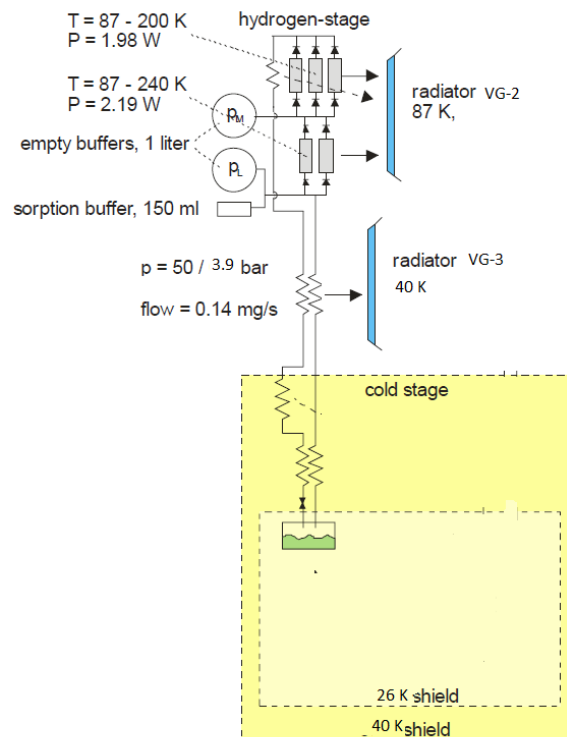 hydrogen-stage
T = 87 - 200 K
P = 1.98 W
T = 87 - 240 K
P = 2.19 W
radiator VG-2
87 K,
pM
empty buffers, 1 liter
pL
sorption buffer, 150 ml
p = 50 / 3.9 bar
flow = 0.14 mg/s
radiator VG-3
40 K
cold stage
26 K shield
40 K shield